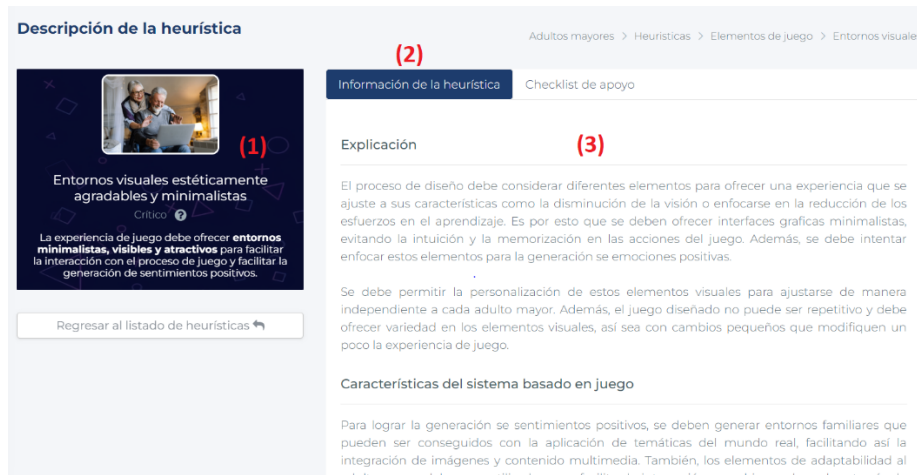 Descripción de la heurística
Adultos mayores > Heuristicas > Elementos de juego > Entornos visuale
(2)
Información de la heurística
Checklist de apoyo
(1)
Entornos visuales estéticamente
agradables y minimalistas
Crítico ?
La experiencia de juego debe ofrecer entornos
minimalistas, visibles y atractivos para facilitar
la interacción con el proceso de juego y facilitar la
generación de sentimientos positivos.
Regresar al listado de heurísticas
Explicación
(3)
El proceso de diseño debe considerar diferentes elementos para ofrecer una experiencia que se
ajuste a sus características como la disminución de la visión o enfocarse en la reducción de los
esfuerzos en el aprendizaje. Es por esto que se deben ofrecer interfaces graficas minimalistas,
evitando la intuición y la memorización en las acciones del juego. Además, se debe intentar
enfocar estos elementos para la generación se emociones positivas.
Se debe permitir la personalización de estos elementos visuales para ajustarse de manera
independiente a cada adulto mayor. Además, el juego diseñado no puede ser repetitivo y debe
ofrecer variedad en los elementos visuales, así sea con cambios pequeños que modifiquen un
poco la experiencia de juego.
Características del sistema basado en juego
Para lograr la generación se sentimientos positivos, se deben generar entornos familiares que
pueden ser conseguidos con la aplicación de temáticas del mundo real, facilitando así la
integración de imágenes y contenido multimedia. También, los elementos de adaptabilidad al